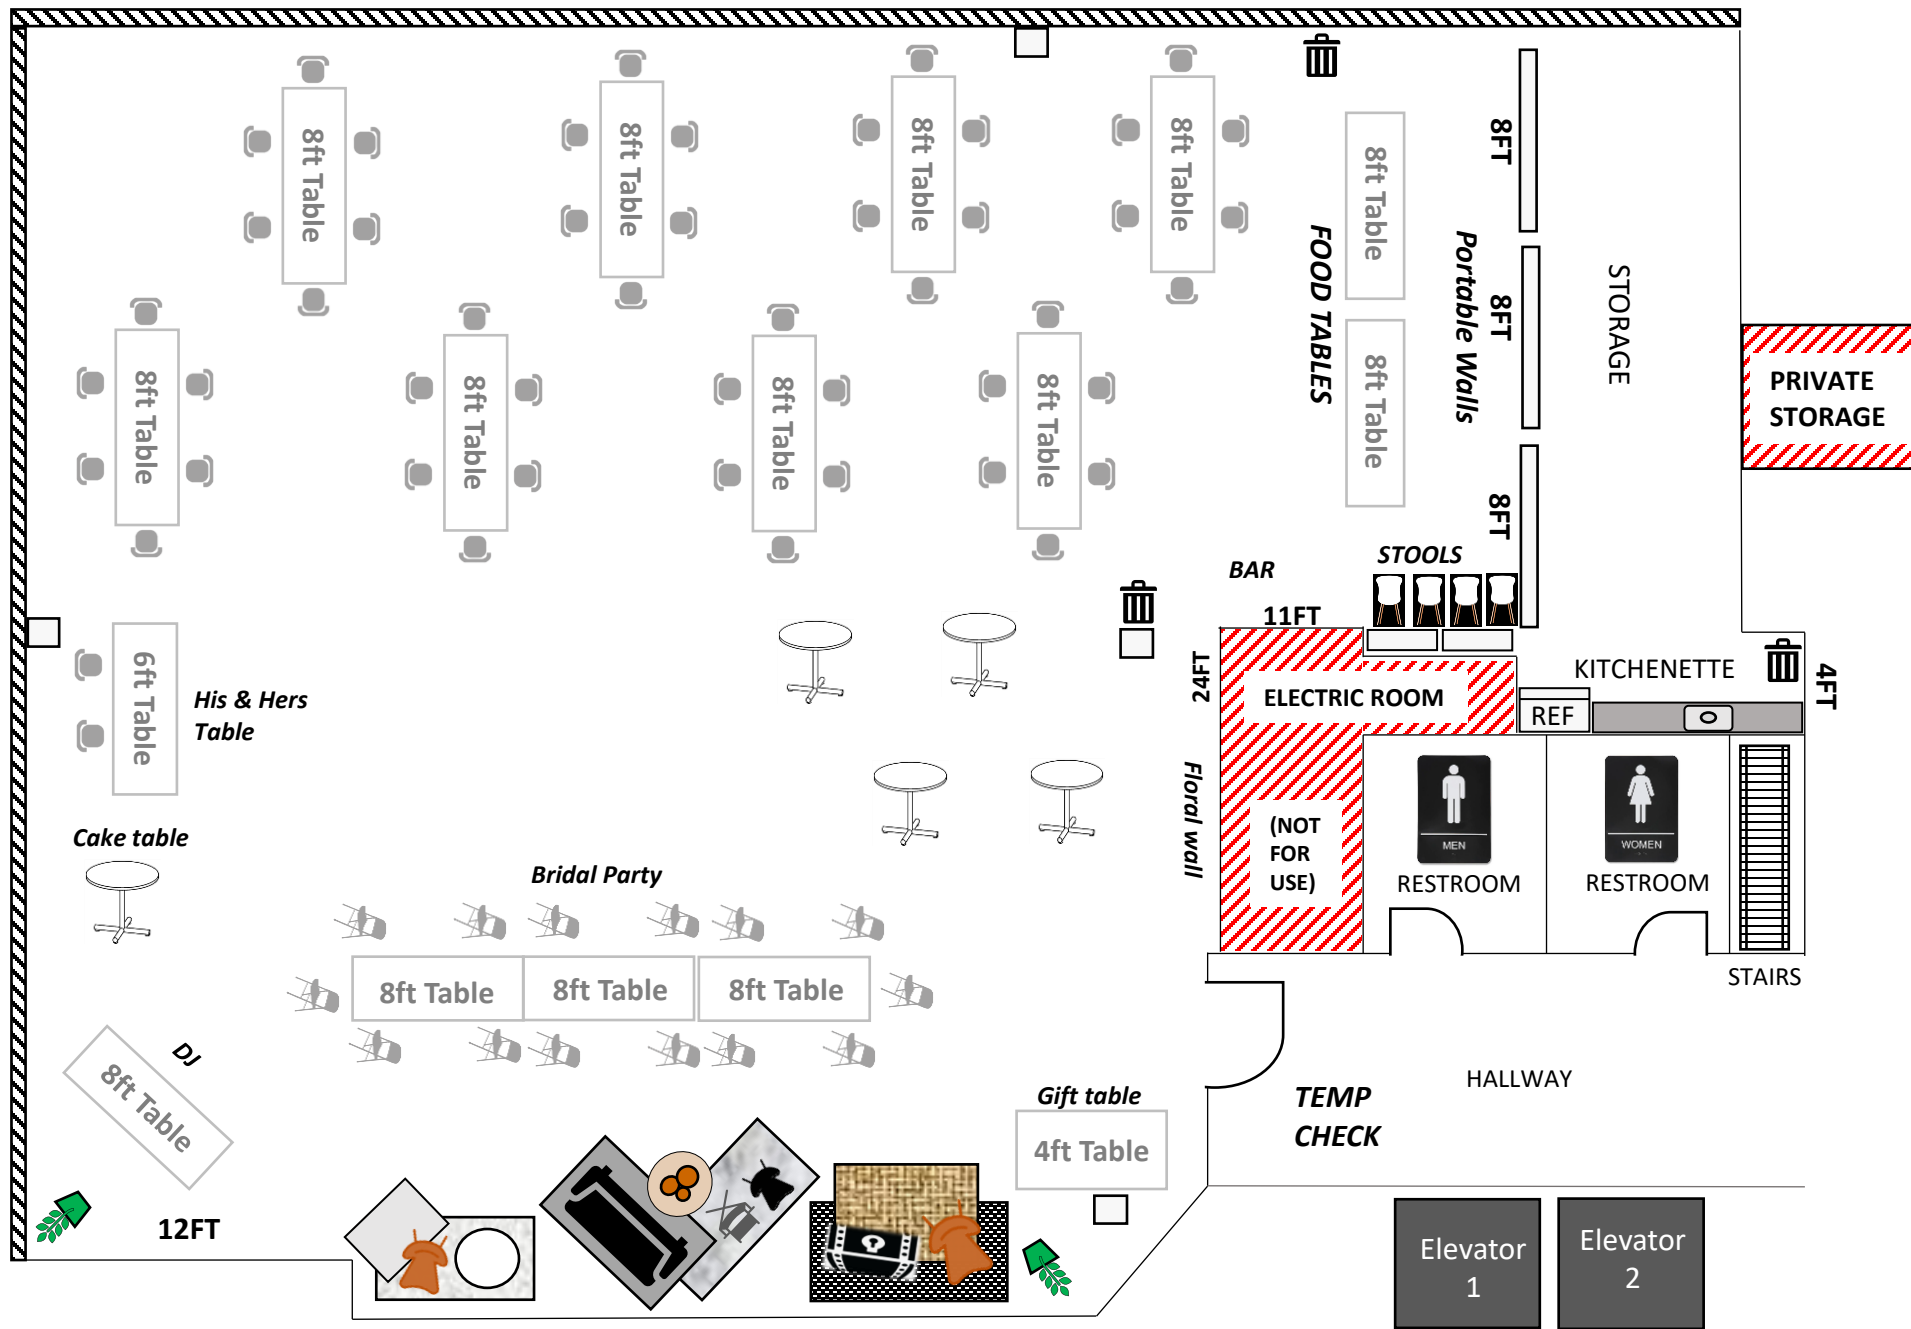 8ft Table
8ft Table
8ft Table
8ft Table
8ft Table
8ft Table
8ft Table
8ft Table
FOOD TABLES
8ft Table
8ft Table
Portable Walls
8FT
8FT
8FT
STORAGE
PRIVATE
STORAGE
BAR
STOOLS
11FT
24FT
ELECTRIC ROOM
(NOT
FOR
USE)
KITCHENETTE
REF
4FT
Floral wall
MEN
RESTROOM
WOMEN
RESTROOM
STAIRS
6ft Table
His & Hers
Table
Cake table
Bridal Party
8ft Table
8ft Table
8ft Table
DJ
8ft Table
12FT
Gift table
4ft Table
TEMP
CHECK
HALLWAY
Elevator
1
Elevator
2